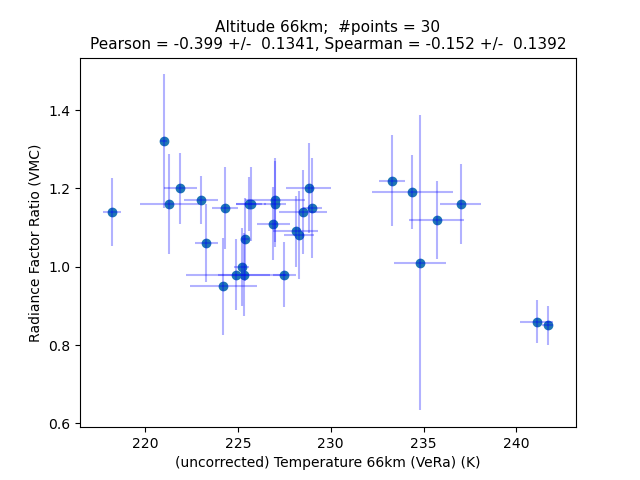 Altitude 66km;  #points = 30
Pearson = -0.399 +/-  0.1341, Spearman = -0.152 +/-  0.1392
1.4
1.2
1.0
0.8
0.6
Radiance Factor Ratio (VMC)
220 225 230 235 240
(uncorrected) Temperature 66km (VeRa) (K)